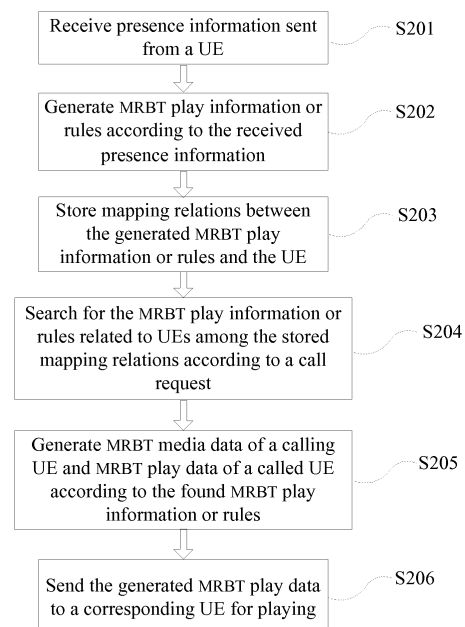 Receive presence information sent
from a UE
S201
Generate MRBT play information or
rules according to the received
presence information
S202
Store mapping relations between
the generated MRBT play
information or rules and the UE
S203
Search for the MRBT play information or
rules related to UEs among the stored
mapping relations according to a call
request
S204
Generate MRBT media data of a calling
UE and MRBT play data of a called UE
according to the found MRBT play
information or rules
S205
Send the generated MRBT play data
to a corresponding UE for playing
S206